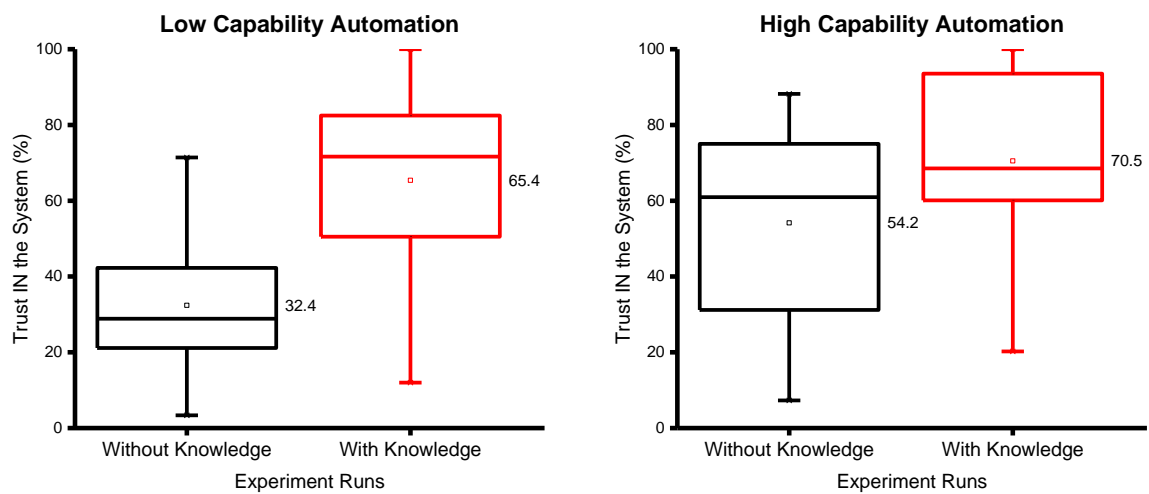 Low Capability Automation
100
80
60
40
20
0
Trust IN the System (%)
32.4
65.4
Without Knowledge
With Knowledge
Experiment Runs
High Capability Automation
100
80
60
40
20
0
Trust IN the System (%)
54.2
70.5
Without Knowledge
With Knowledge
Experiment Runs